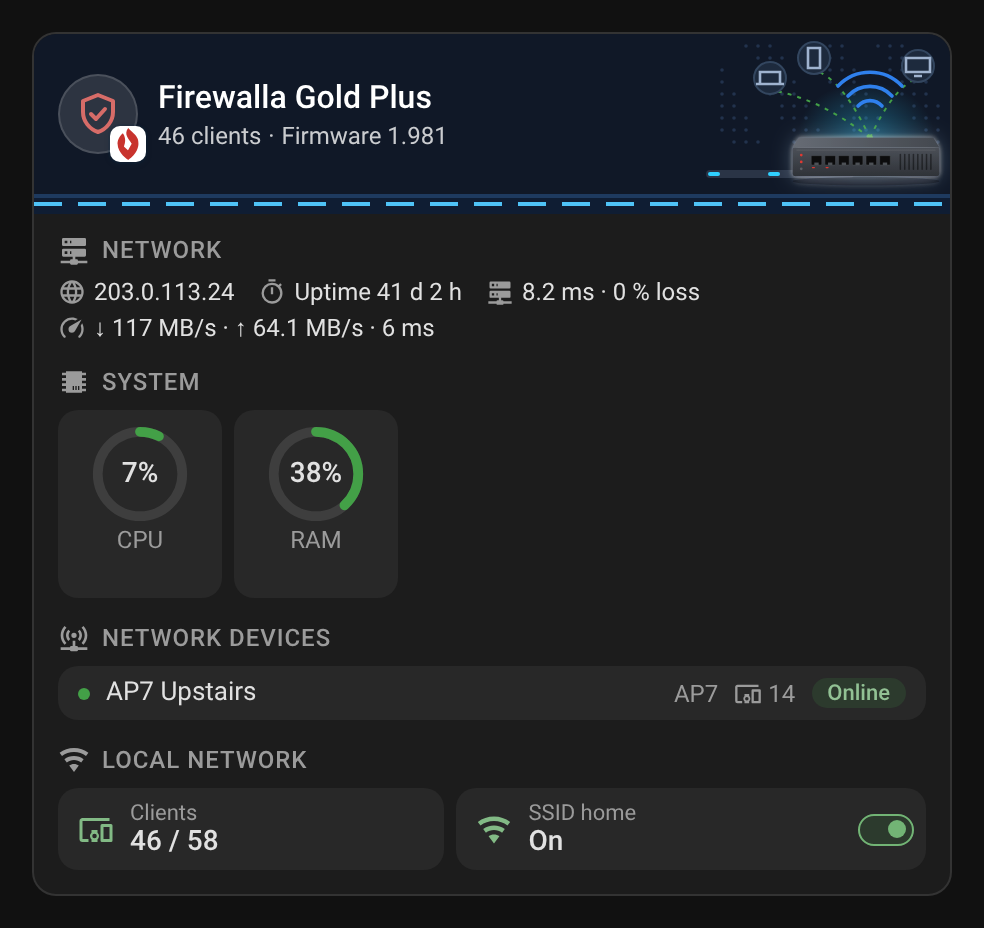 Firewalla Gold Plus
46 clients · Firmware 1.981
NETWORK
203.0.113.24 Uptime 41 d 2 h 8.2 ms · 0 % loss
↓ 117 MB/s · ↑ 64.1 MB/s · 6 ms
SYSTEM
7% 38%
CPU RAM
NETWORK DEVICES
AP7 Upstairs AP7 14 Online
LOCAL NETWORK
Clients
46 / 58
SSID home
On